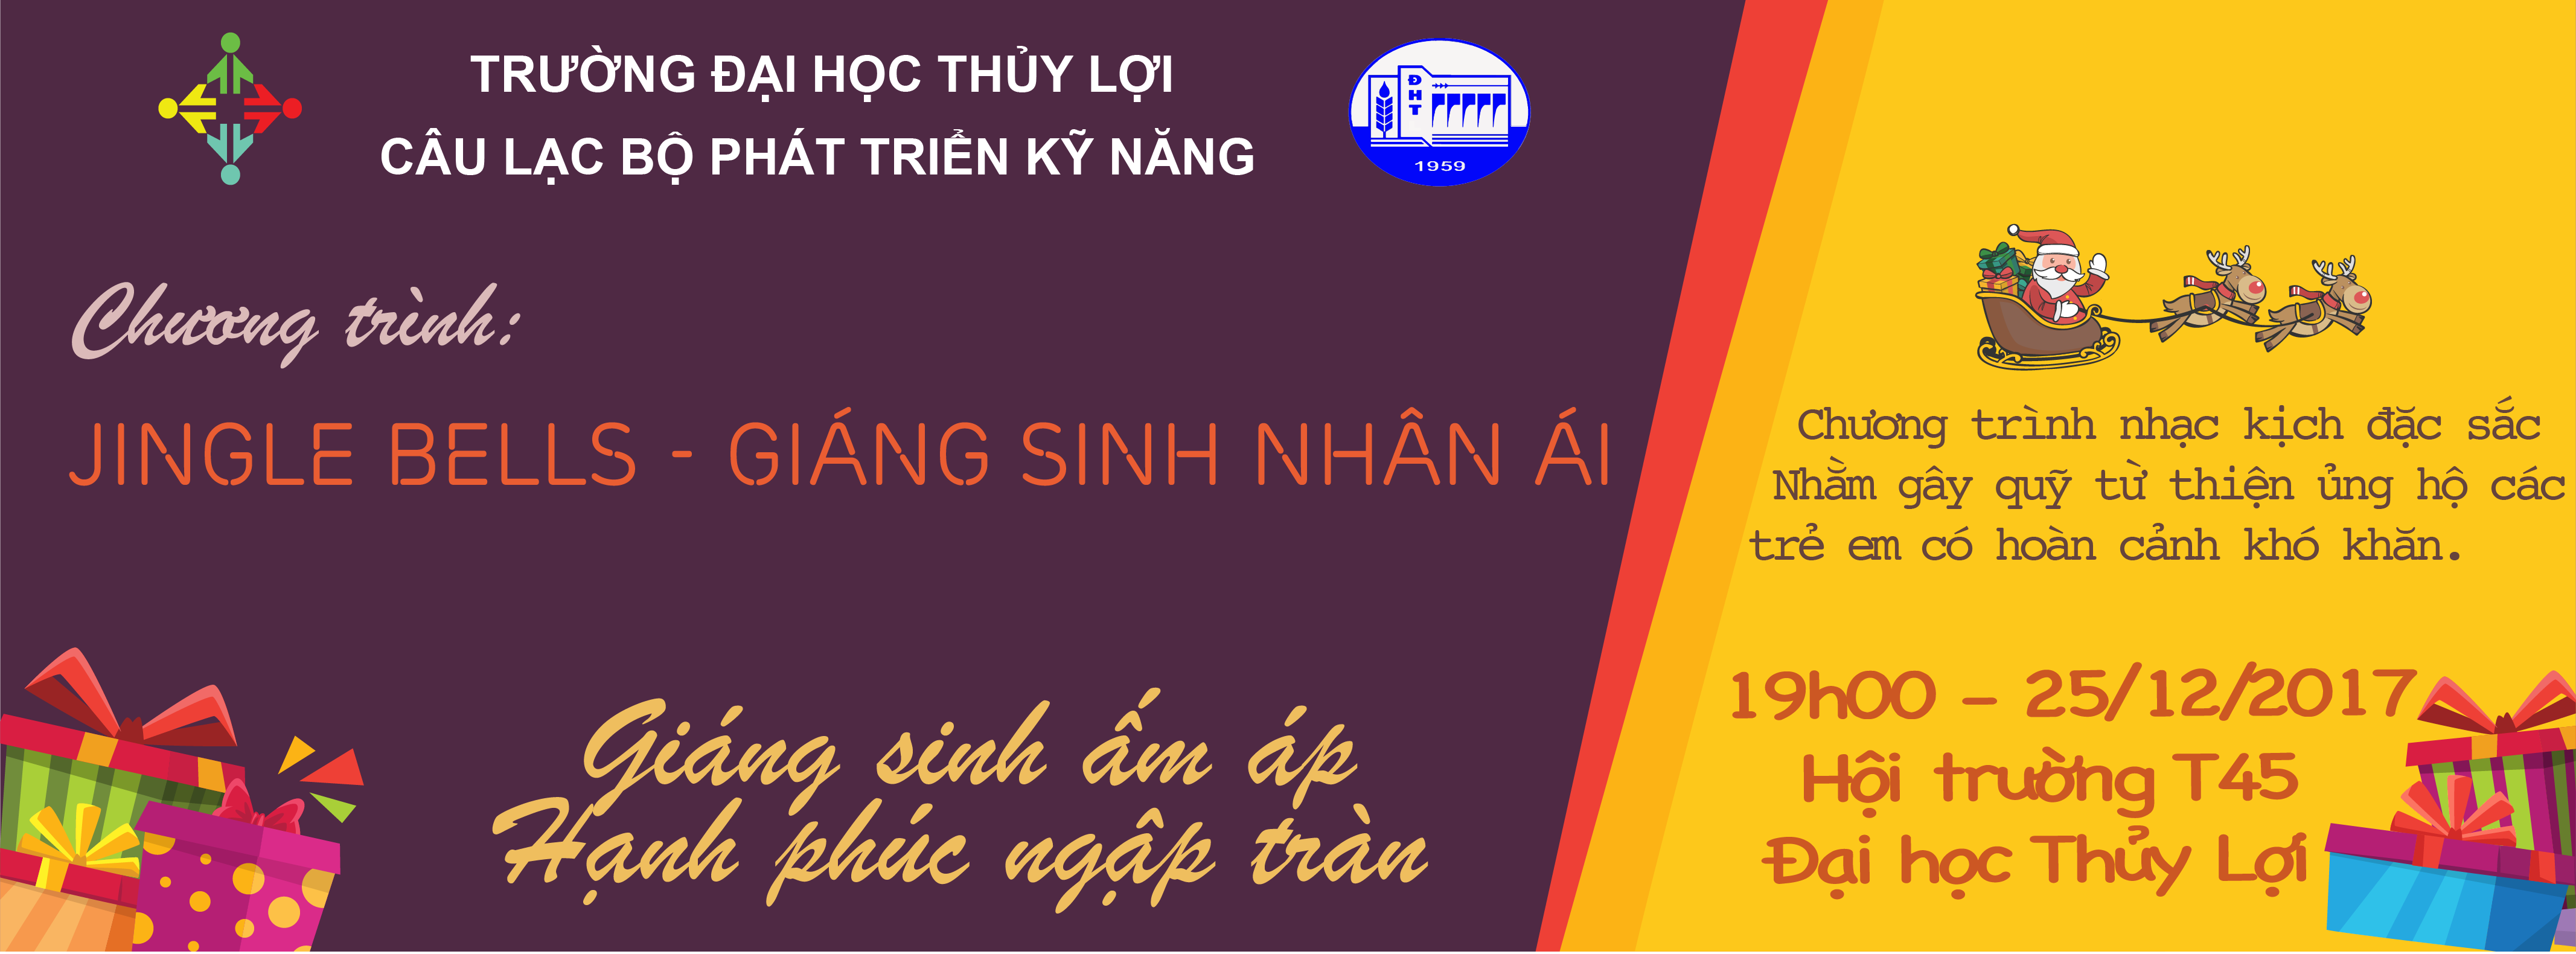 TRƯỜNG ĐẠI HỌC THỦY LỢI
CÂU LẠC BỘ PHÁT TRIỂN KỸ NĂNG
ĐHT
1959
Chương trình:
JINGLE BELLS - GIÁNG SINH NHÂN ÁI
Giáng sinh ấm áp
Hạnh phúc ngập tràn
Chương trình nhạc kịch đặc sắc
Nhằm gây quỹ từ thiện ủng hộ các
trẻ em có hoàn cảnh khó khăn.
19h00 – 25/12/2017
Hội trường T45
Đại học Thủy Lợi